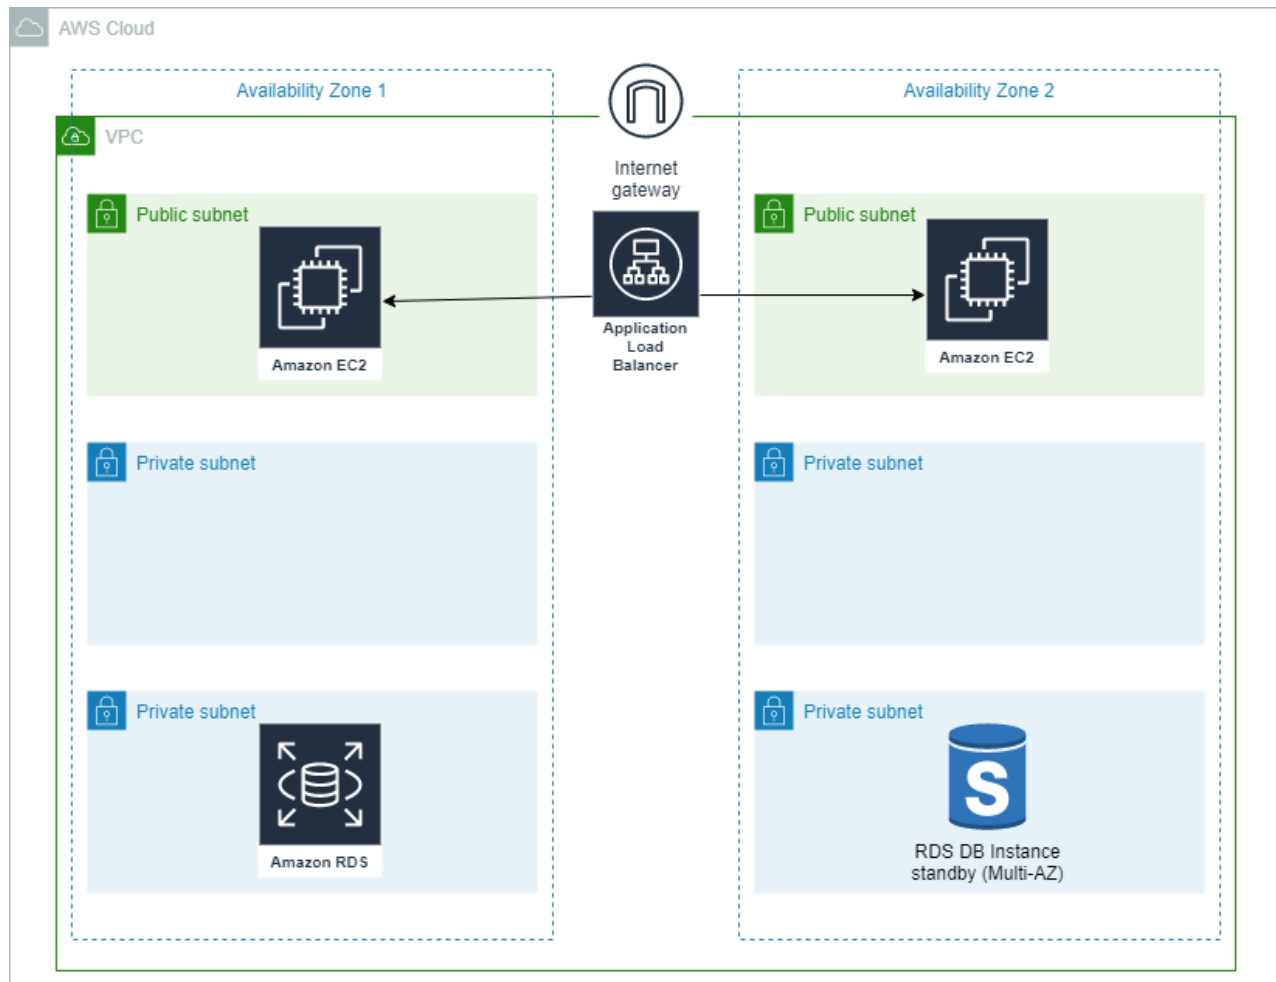 AWS Cloud
Availability Zone 1
Availability Zone 2
VPC
Internet
gateway
Public subnet
Public subnet
Amazon EC2
Application
Load
Balancer
Amazon EC2
Private subnet
Private subnet
Private subnet
Private subnet
Amazon RDS
S
RDS DB Instance
standby (Multi-AZ)